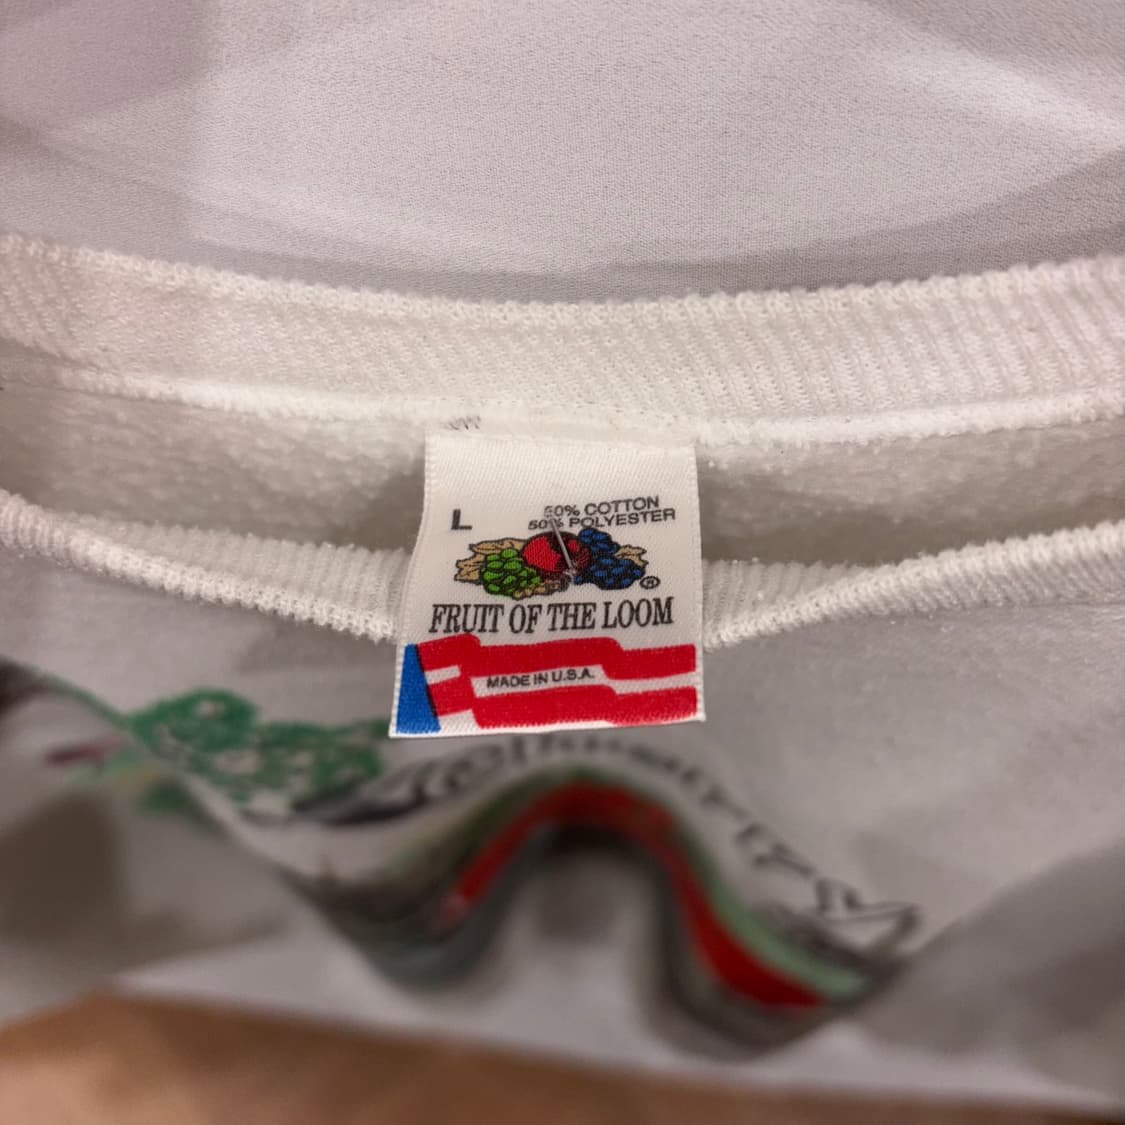 L
50% COTTON
50% POLYESTER
®
FRUIT OF THE LOOM
MADE IN U.S.A.